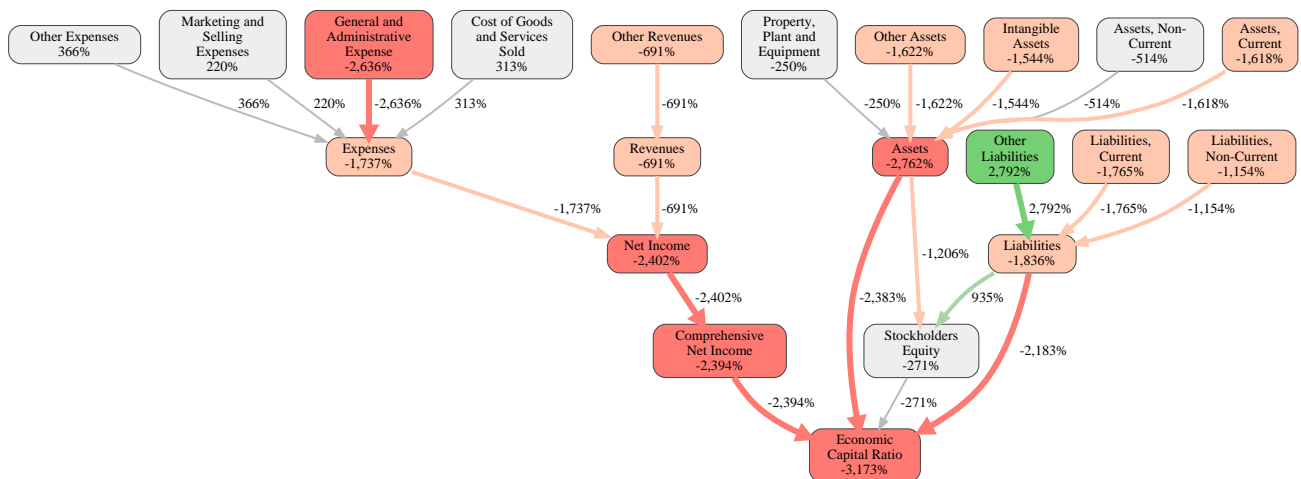 Other Expenses
366%
Marketing and
Selling
Expenses
220%
General and
Administrative
Expense
-2,636%
Cost of Goods
and Services
Sold
313%
Other Revenues
-691%
Property,
Plant and
Equipment
-250%
Other Assets
-1,622%
Intangible
Assets
-1,544%
Assets, Non-
Current
-514%
Assets,
Current
-1,618%
366%
220%
-2,636%
313%
-691%
-250%
-1,622%
-1,544%
-514%
-1,618%
Expenses
-1,737%
Revenues
-691%
Assets
-2,762%
Other
Liabilities
2,792%
Liabilities,
Current
-1,765%
Liabilities,
Non-Current
-1,154%
-1,737%
-691%
2,792%
-1,765%
-1,154%
Net Income
-2,402%
-1,206%
Liabilities
-1,836%
-2,402%
-2,383%
935%
Comprehensive
Net Income
-2,394%
Stockholders
Equity
-271%
-2,183%
-2,394%
-271%
Economic
Capital Ratio
-3,173%